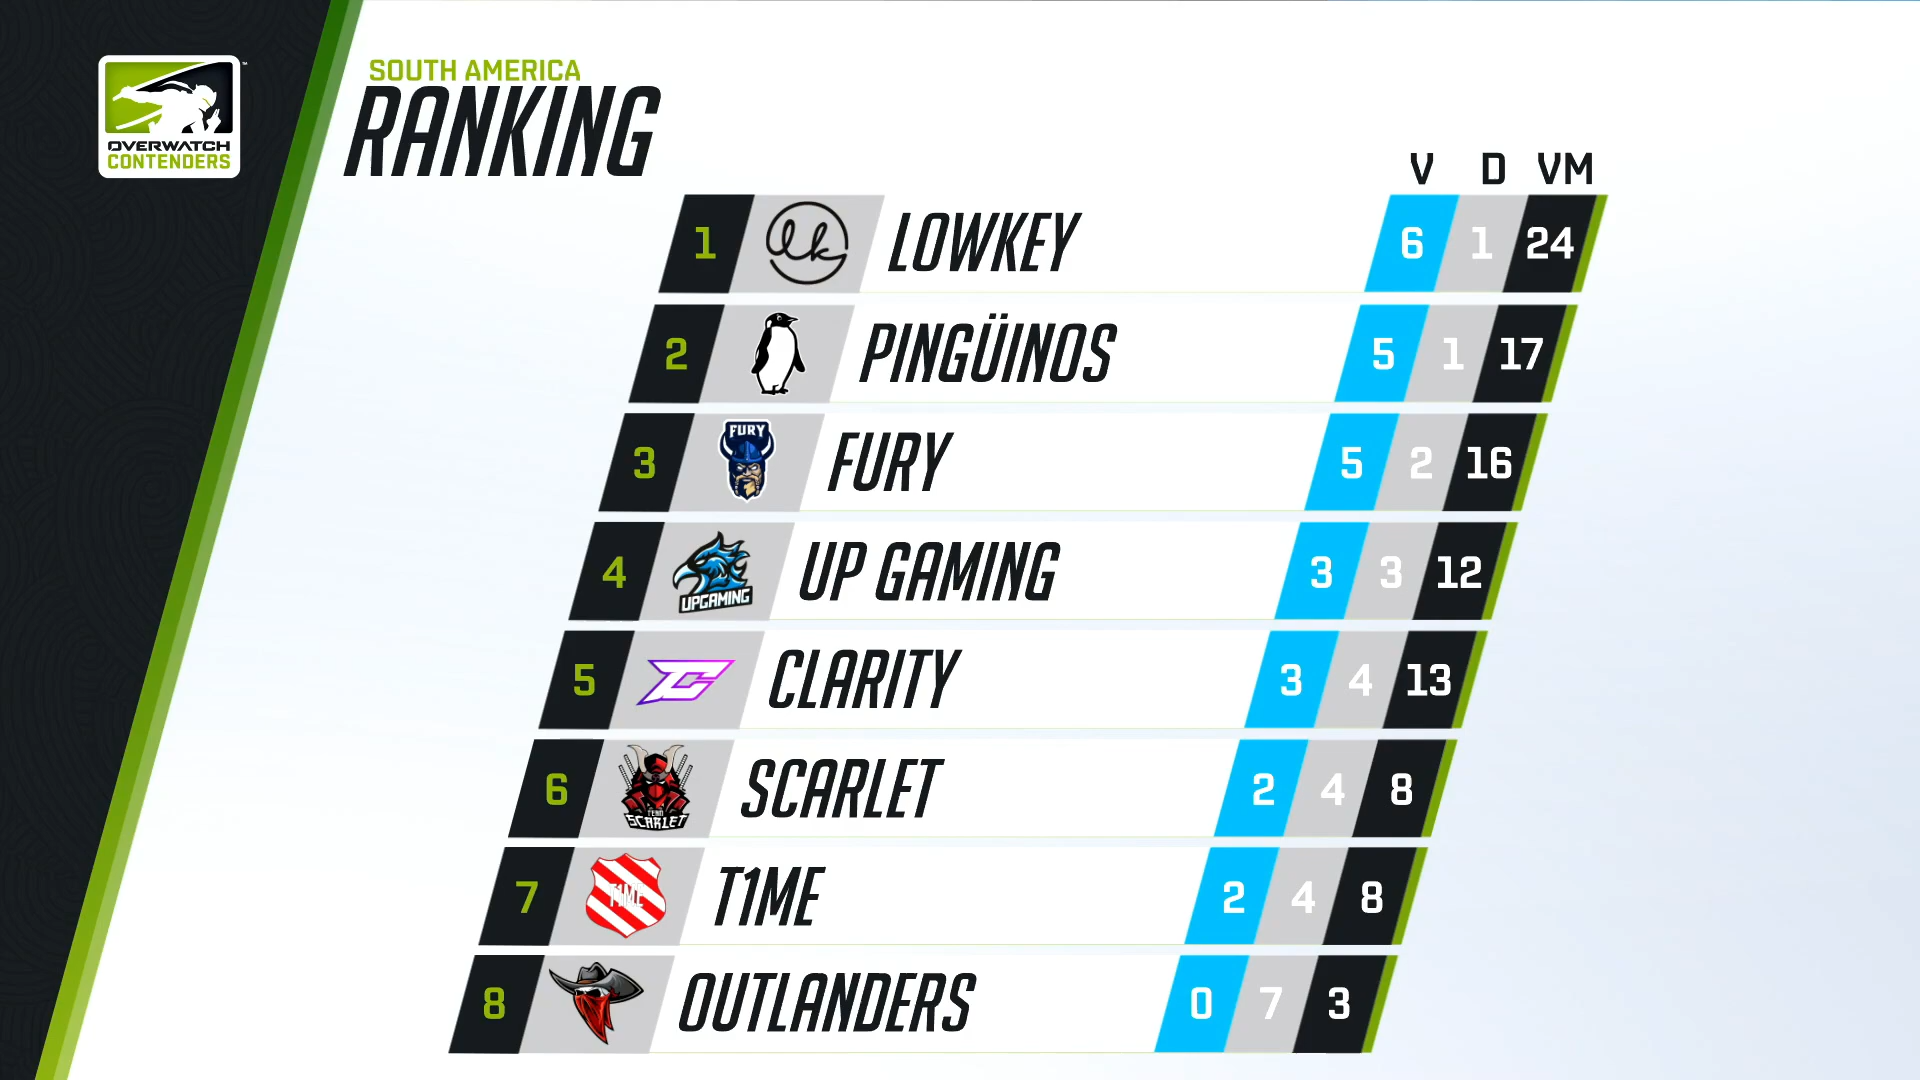 OVERWATCH
CONTENDERS
SOUTH AMERICA
RANKING
V D VM
1 lk LOWKEY 6 1 24
2 PINGÜINOS 5 1 17
3 FURY FURY 5 2 16
4 UPGAMING UP GAMING 3 3 12
5 CLARITY 3 4 13
6 TEAM SCARLET SCARLET 2 4 8
7 T1ME T1ME 2 4 8
8 OUTLANDERS 0 7 3